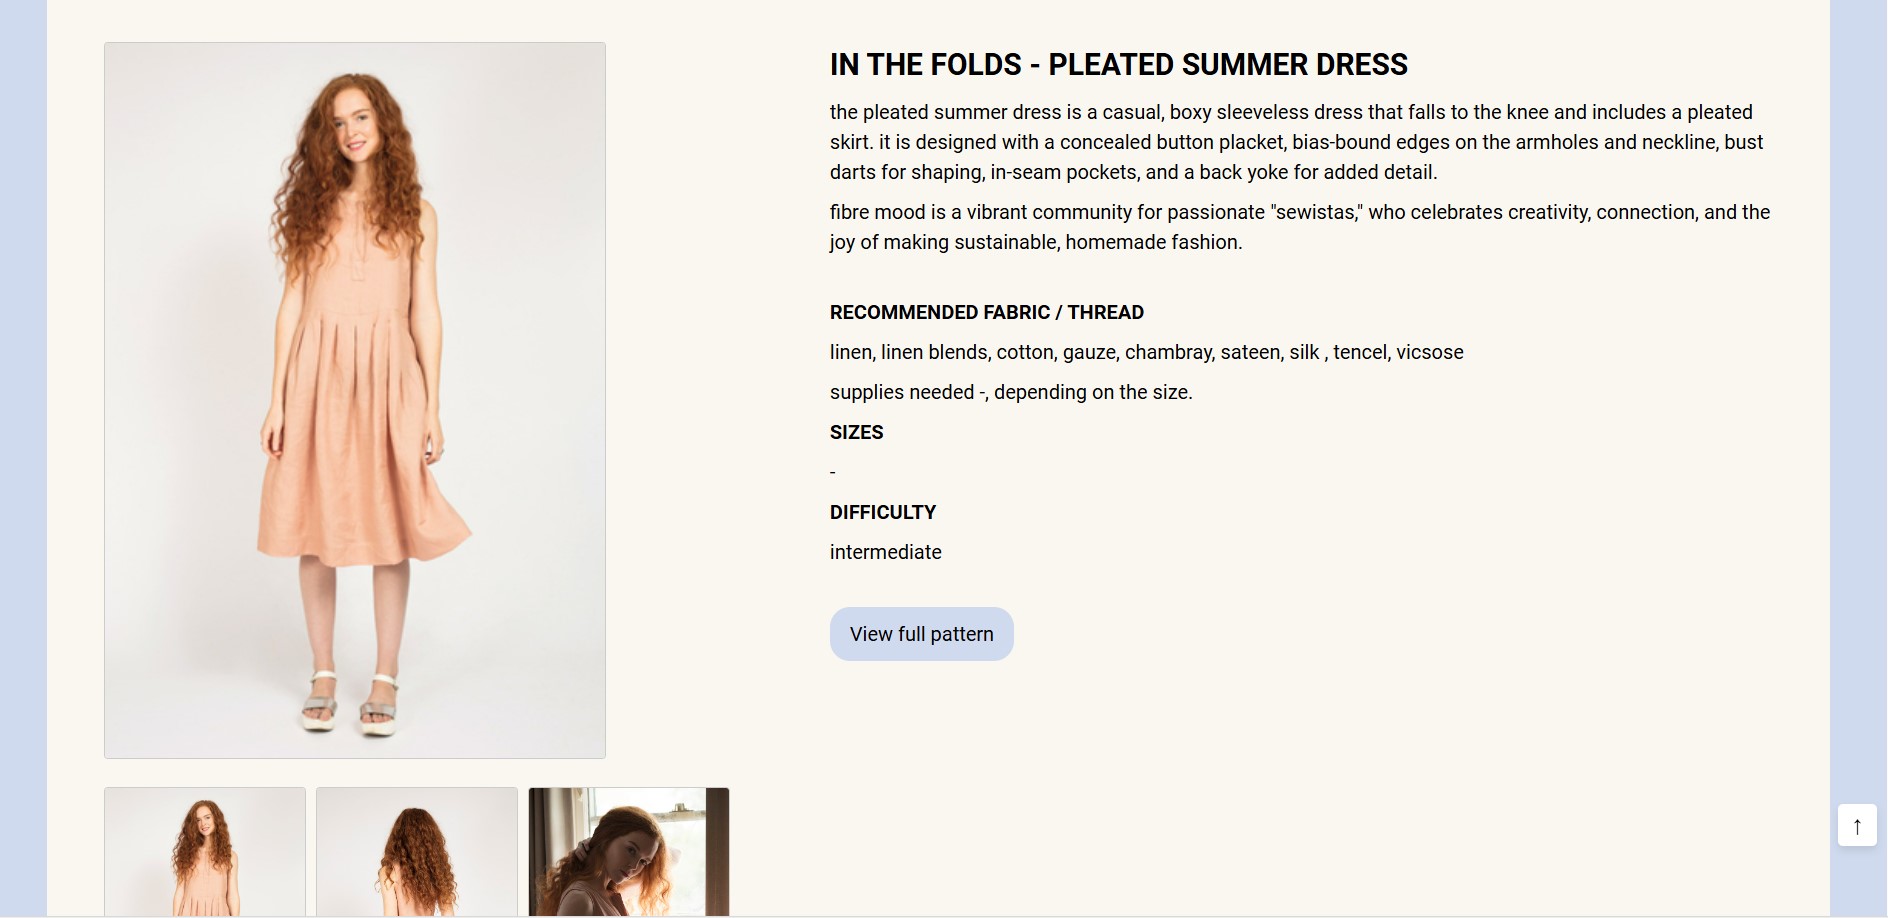 IN THE FOLDS - PLEATED SUMMER DRESS
the pleated summer dress is a casual, boxy sleeveless dress that falls to the knee and includes a pleated
skirt. it is designed with a concealed button placket, bias-bound edges on the armholes and neckline, bust
darts for shaping, in-seam pockets, and a back yoke for added detail.
fibre mood is a vibrant community for passionate "sewistas," who celebrates creativity, connection, and the
joy of making sustainable, homemade fashion.
RECOMMENDED FABRIC / THREAD
linen, linen blends, cotton, gauze, chambray, sateen, silk , tencel, vicsose
supplies needed -, depending on the size.
SIZES
-
DIFFICULTY
intermediate
View full pattern
↑